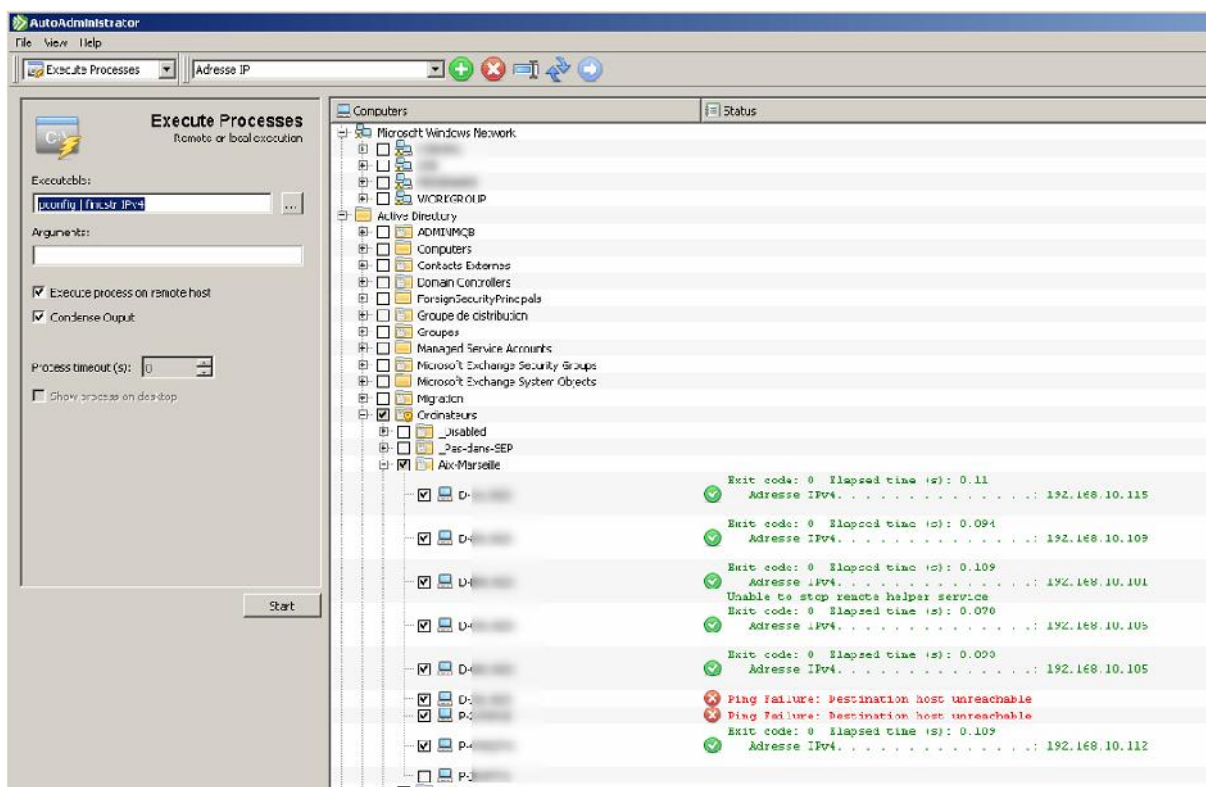 AutoAdministrator
File View Help
Execute Processes
Adresse IP
Execute Processes
Remote or local execution
Executable:
ipconfig | findstr IPv4
...
Arguments:
Execute process on remote host
Condense Ouput
Process timeout (s): 0
Show process on desktop
Start
Computers Status
Microsoft Windows Network
WORKGROUP
Active Directory
ADMINMQB
Computers
Contacts Externes
Domain Controllers
ForeignSecurityPrincipals
Groupe de distribution
Groupes
Managed Service Accounts
Microsoft Exchange Security Groups
Microsoft Exchange System Objects
Migration
Ordinateurs
_Disabled
_Pas-dans-SEP
Aix-Marseille
Exit code: 0 Elapsed time (s): 0.11
D- Adresse IPv4. . . . . . . . . . . . . . .: 192.168.10.115
Exit code: 0 Elapsed time (s): 0.094
D- Adresse IPv4. . . . . . . . . . . . . . .: 192.168.10.109
Exit code: 0 Elapsed time (s): 0.109
D- Adresse IPv4. . . . . . . . . . . . . . .: 192.168.10.101
Unable to stop remote helper service
Exit code: 0 Elapsed time (s):
D- Adresse IPv4. . . . . . . . . . . . . . .:
Exit code: 0 Elapsed time (s):
D- Adresse IPv4. . . . . . . . . . . . . . .: 192.168.10.105
D- Ping Failure: Destination host unreachable
P- Ping Failure: Destination host unreachable
Exit code: 0 Elapsed time (s): 0.109
P- Adresse IPv4. . . . . . . . . . . . . . .: 192.168.10.112
P-